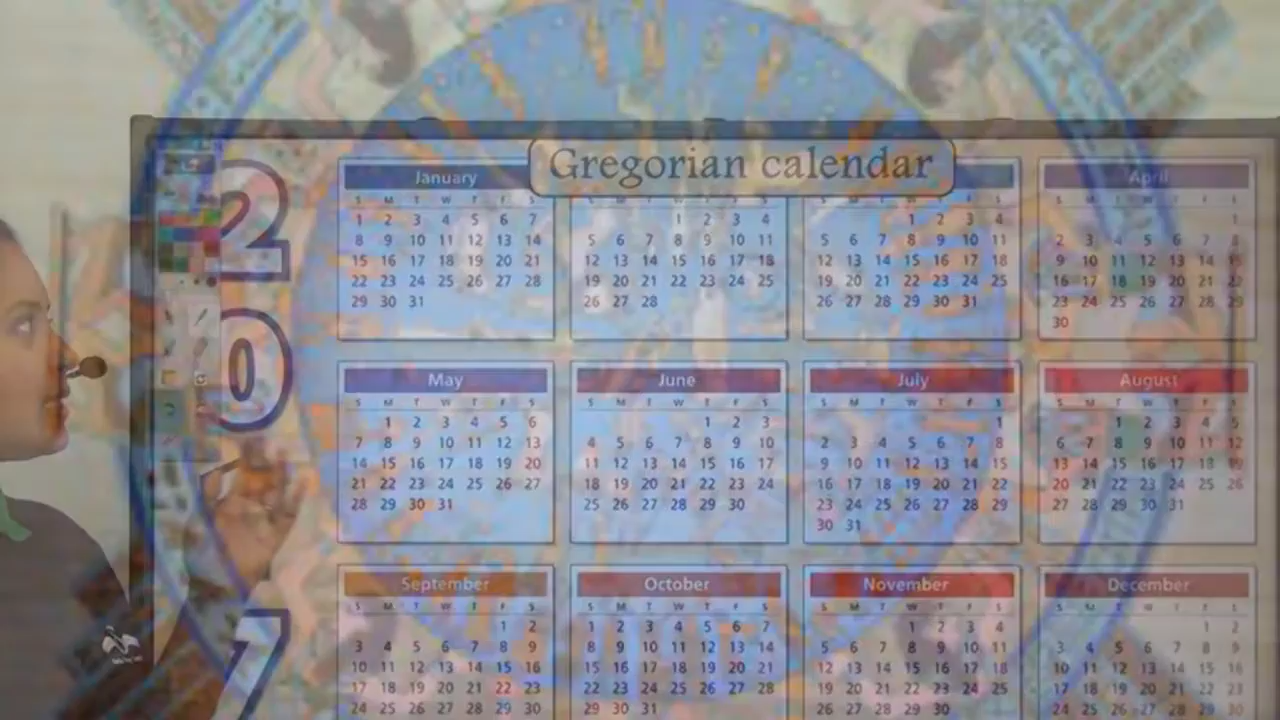 Gregorian calendar
2
0
7
January
S M T W T F S
1 2 3 4 5 6 7
8 9 10 11 12 13 14
15 16 17 18 19 20 21
22 23 24 25 26 27 28
29 30 31
S M T W T F S
1 2 3 4
5 6 7 8 9 10 11
12 13 14 15 16 17 18
19 20 21 22 23 24 25
26 27 28
S M T W T F S
1 2 3 4
5 6 7 8 9 10 11
12 13 14 15 16 17 18
19 20 21 22 23 24 25
26 27 28 29 30 31
April
S M T W T F S
1
2 3 4 5 6 7 8
9 10 11 12 13 14 15
16 17 18 19 20 21 22
23 24 25 26 27 28 29
30
May
S M T W T F S
1 2 3 4 5 6
7 8 9 10 11 12 13
14 15 16 17 18 19 20
21 22 23 24 25 26 27
28 29 30 31
June
S M T W T F S
1 2 3
4 5 6 7 8 9 10
11 12 13 14 15 16 17
18 19 20 21 22 23 24
25 26 27 28 29 30
July
S M T W T F S
1
2 3 4 5 6 7 8
9 10 11 12 13 14 15
16 17 18 19 20 21 22
23 24 25 26 27 28 29
30 31
August
S M T W T F S
1 2 3 4 5
6 7 8 9 10 11 12
13 14 15 16 17 18 19
20 21 22 23 24 25 26
27 28 29 30 31
September
S M T W T F S
1 2
3 4 5 6 7 8 9
10 11 12 13 14 15 16
17 18 19 20 21 22 23
24 25 26 27 28 29 30
October
S M T W T F S
1 2 3 4 5 6 7
8 9 10 11 12 13 14
15 16 17 18 19 20 21
22 23 24 25 26 27 28
29 30 31
November
S M T W T F S
1 2 3 4
5 6 7 8 9 10 11
12 13 14 15 16 17 18
19 20 21 22 23 24 25
26 27 28 29 30
December
S M T W T F S
1 2
3 4 5 6 7 8 9
10 11 12 13 14 15 16
17 18 19 20 21 22 23
24 25 26 27 28 29 30